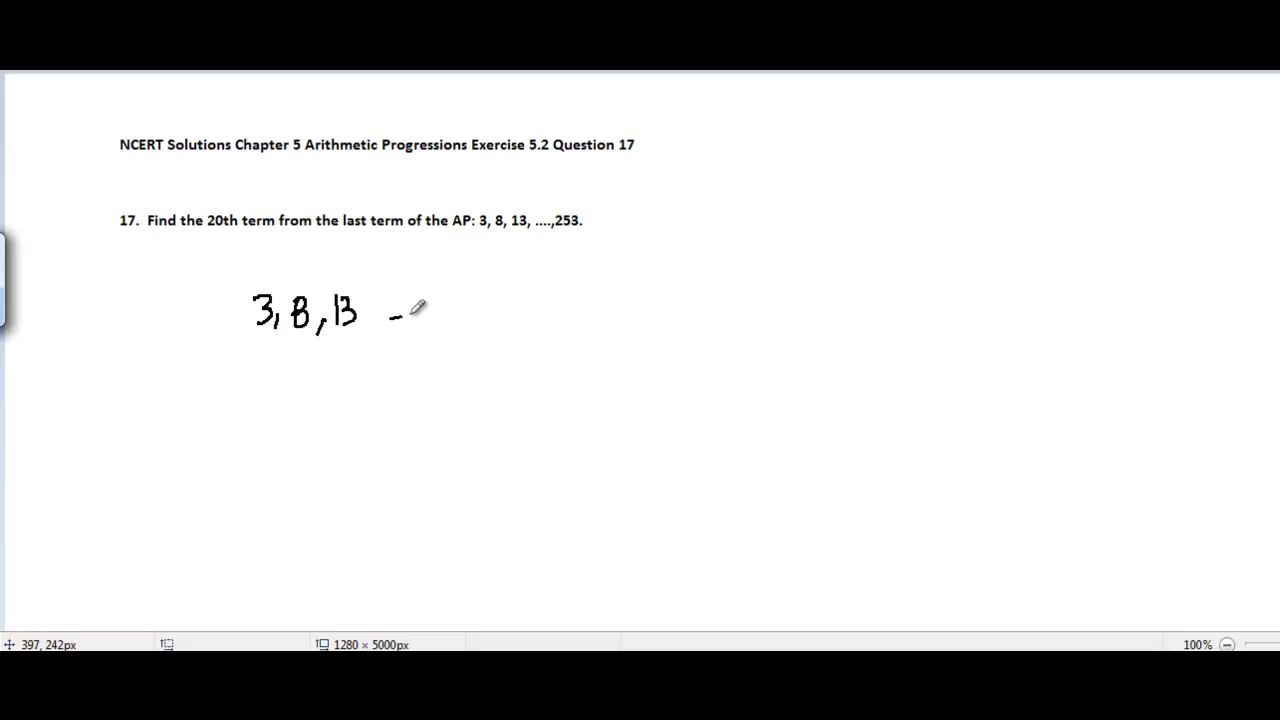 NCERT Solutions Chapter 5 Arithmetic Progressions Exercise 5.2 Question 17
17. Find the 20th term from the last term of the AP: 3, 8, 13, ....,253.
3, 8, 13 -
397, 242px
1280 × 5000px
100%